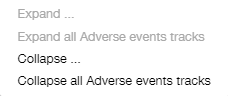 Expand ...
Expand all Adverse events tracks
Collapse ...
Collapse all Adverse events tracks